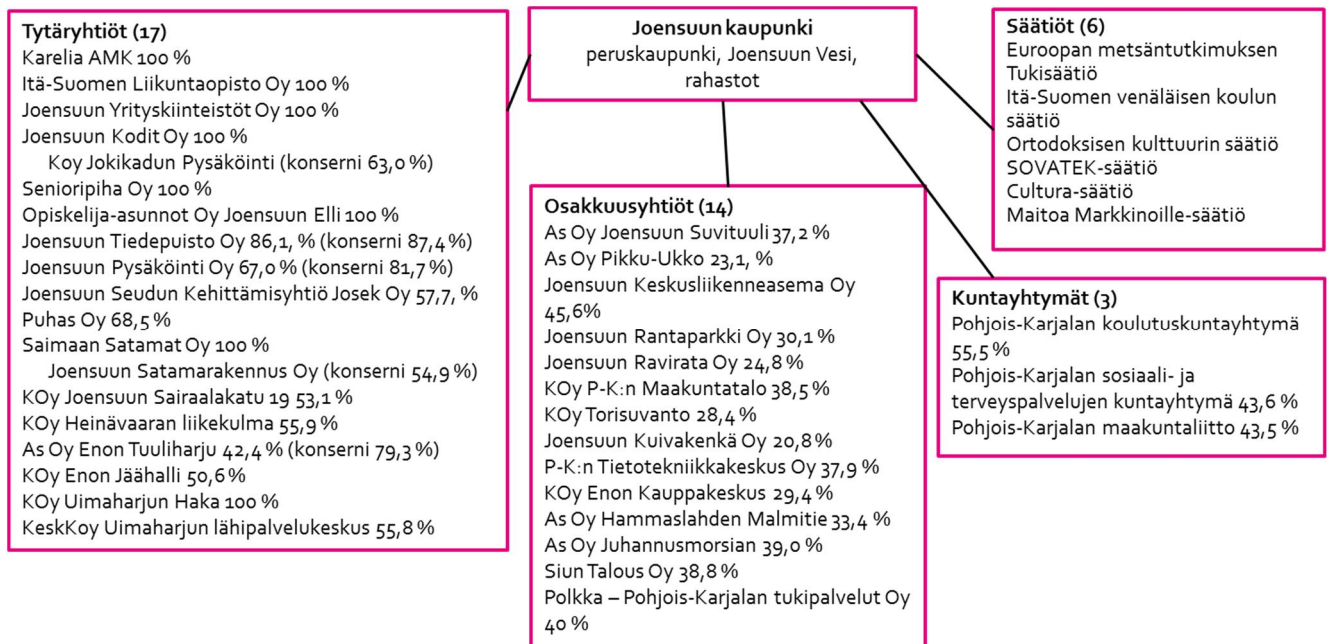 Tytäryhtiöt (17)
Karelia AMK 100 %
Itä-Suomen Liikuntaopisto Oy 100 %
Joensuun Yrityskiinteistöt Oy 100 %
Joensuun Kodit Oy 100 %
Koy Jokikadun Pysäköinti (konserni 63,0 %)
Senioripiha Oy 100 %
Opiskelija-asunnot Oy Joensuun Elli 100 %
Joensuun Tiedepuisto Oy 86,1, % (konserni 87,4 %)
Joensuun Pysäköinti Oy 67,0 % (konserni 81,7 %)
Joensuun Seudun Kehittämisyhtiö Josek Oy 57,7, %
Puhas Oy 68,5 %
Saimaan Satamat Oy 100 %
Joensuun Satamarakennus Oy (konserni 54,9 %)
KOy Joensuun Sairaalakatu 19 53,1 %
KOy Heinävaaran liikekulma 55,9 %
As Oy Enon Tuuliharju 42,4 % (konserni 79,3 %)
KOy Enon Jäähalli 50,6 %
KOy Uimaharjun Haka 100 %
KeskKoy Uimaharjun lähipalvelukeskus 55,8 %
Joensuun kaupunki
peruskaupunki, Joensuun Vesi,
rahastot
Osakkuusyhtiöt (14)
As Oy Joensuun Suvituuli 37,2 %
As Oy Pikku-Ukko 23,1, %
Joensuun Keskusliikenneasema Oy
45,6%
Joensuun Rantaparkki Oy 30,1 %
Joensuun Ravirata Oy 24,8 %
KOy P-K:n Maakuntatalo 38,5 %
KOy Torisuvanto 28,4 %
Joensuun Kuivakenkä Oy 20,8 %
P-K:n Tietotekniikkakeskus Oy 37,9 %
KOy Enon Kauppakeskus 29,4 %
As Oy Hammaslahden Malmitie 33,4 %
As Oy Juhannusmorsian 39,0 %
Siun Talous Oy 38,8 %
Polkka – Pohjois-Karjalan tukipalvelut Oy
40 %
Säätiöt (6)
Euroopan metsäntutkimuksen
Tukisäätiö
Itä-Suomen venäläisen koulun
säätiö
Ortodoksisen kulttuurin säätiö
SOVATEK-säätiö
Cultura-säätiö
Maitoa Markkinoille-säätiö
Kuntayhtymät (3)
Pohjois-Karjalan koulutuskuntayhtymä
55,5 %
Pohjois-Karjalan sosiaali- ja
terveyspalvelujen kuntayhtymä 43,6 %
Pohjois-Karjalan maakuntaliitto 43,5 %